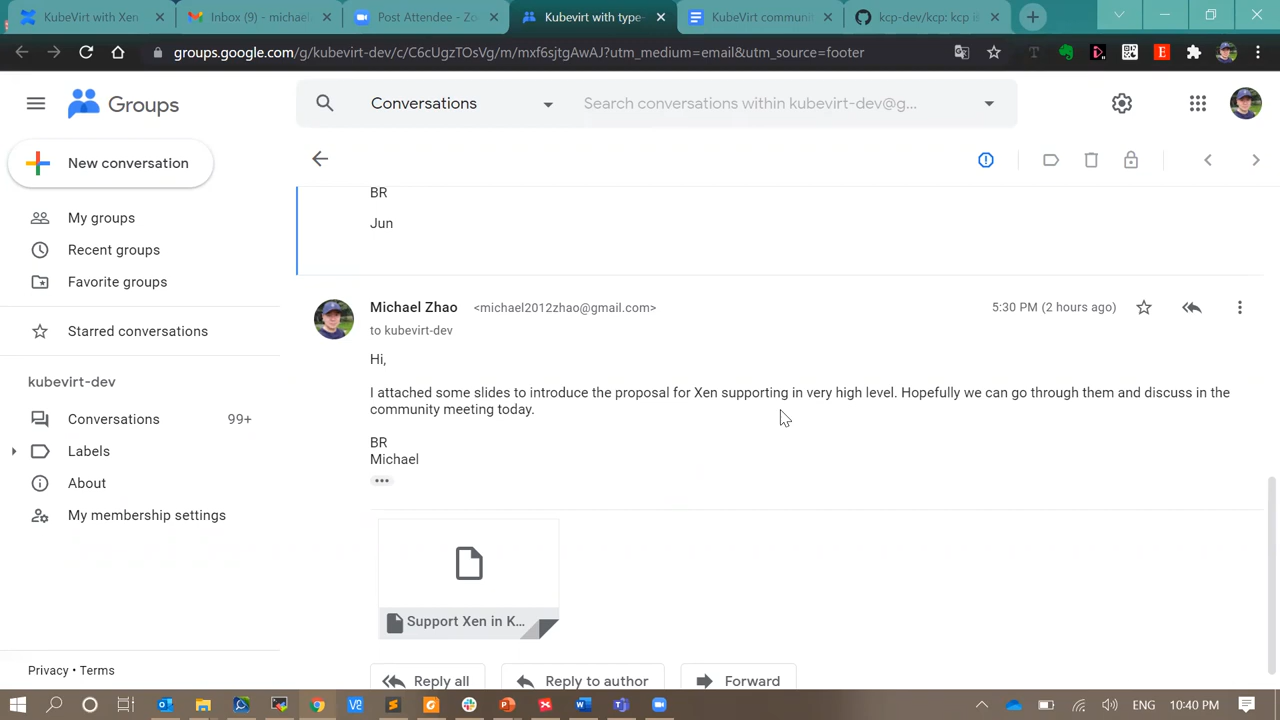 KubeVirt with Xen
Inbox (9) - michael
Post Attendee - Zo
Kubevirt with type-
KubeVirt communi
kcp-dev/kcp: kcp i
groups.google.com/g/kubevirt-dev/c/C6cUgzTOsVg/m/mxf6sjtgAwAJ?utm_medium=email&utm_source=footer
Groups
Conversations
Search conversations within kubevirt-dev@g...
New conversation
BR
My groups
Jun
Recent groups
Favorite groups
Michael Zhao <michael2012zhao@gmail.com> 5:30 PM (2 hours ago)
Starred conversations
to kubevirt-dev
Hi,
kubevirt-dev
I attached some slides to introduce the proposal for Xen supporting in very high level. Hopefully we can go through them and discuss in the
community meeting today.
Conversations 99+
BR
Labels
Michael
About
My membership settings
Support Xen in K...
Privacy • Terms
Reply all
Reply to author
Forward
ENG
10:40 PM